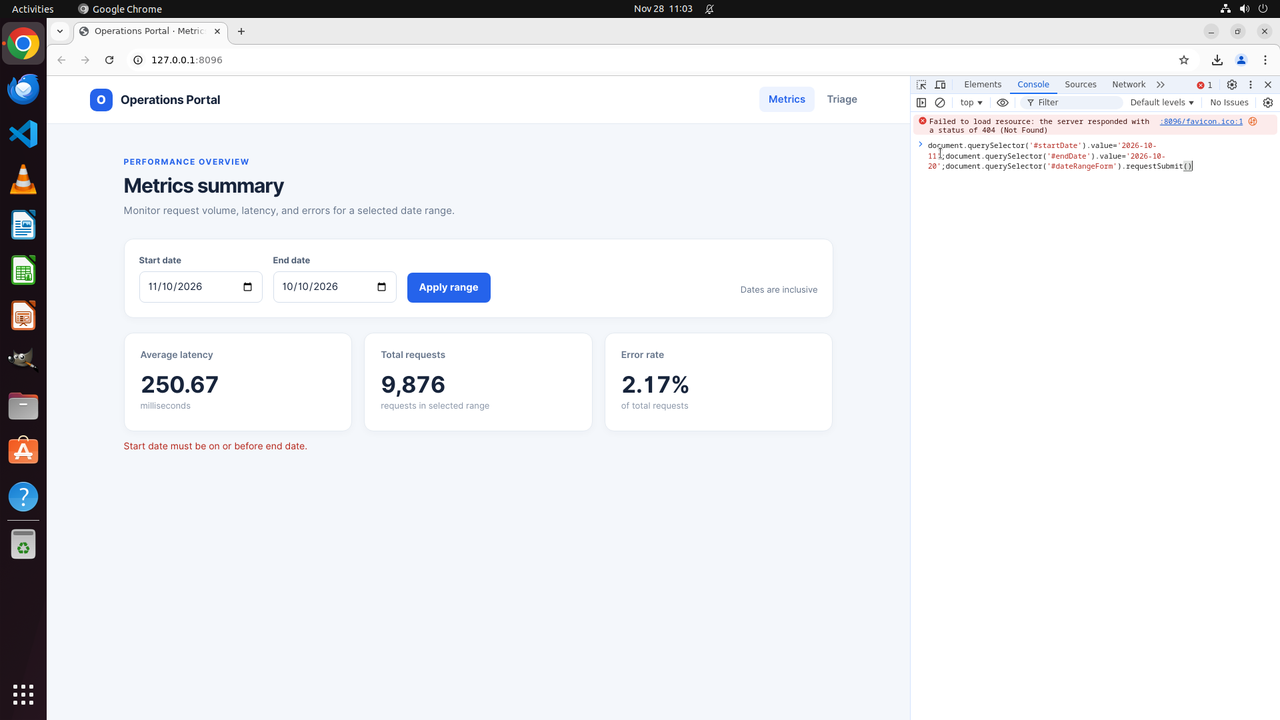 Activities
Google Chrome
Nov 28 11:03
Operations Portal · Metric
127.0.0.1:8096
O Operations Portal
Metrics
Triage
PERFORMANCE OVERVIEW
Metrics summary
Monitor request volume, latency, and errors for a selected date range.
Start date
End date
11/10/2026
10/10/2026
Apply range
Dates are inclusive
Average latency
250.67
milliseconds
Total requests
9,876
requests in selected range
Error rate
2.17%
of total requests
Start date must be on or before end date.
Elements
Console
Sources
Network
1
top
Filter
Default levels
No Issues
Failed to load resource: the server responded with :8096/favicon.ico:1
a status of 404 (Not Found)
document.querySelector('#startDate').value='2026-10-
11';document.querySelector('#endDate').value='2026-10-
20';document.querySelector('#dateRangeForm').requestSubmit()